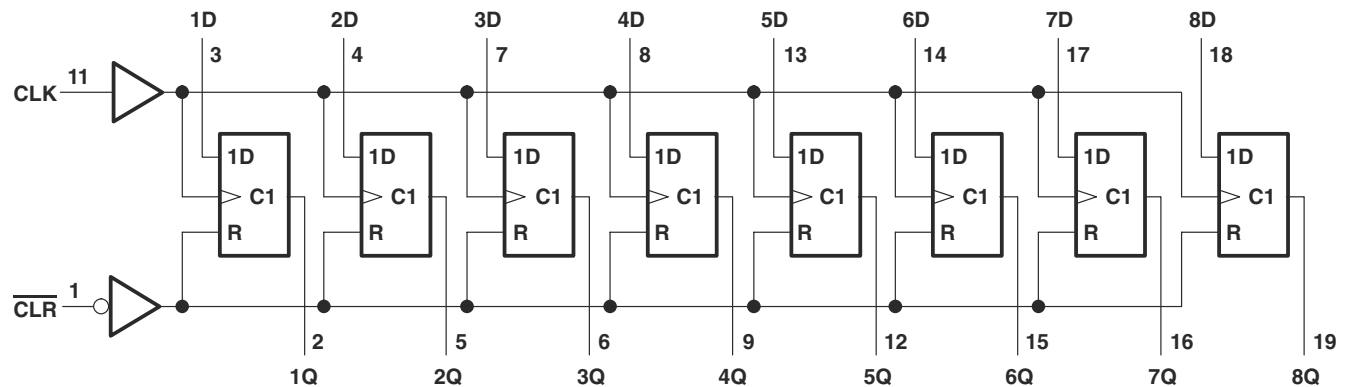 1D 2D 3D 4D 5D 6D 7D 8D
3 4 7 8 13 14 17 18
CLK 11
1D 1D 1D 1D 1D 1D 1D 1D
C1 C1 C1 C1 C1 C1 C1 C1
R R R R R R R R
CLR 1
2 5 6 9 12 15 16 19
1Q 2Q 3Q 4Q 5Q 6Q 7Q 8Q